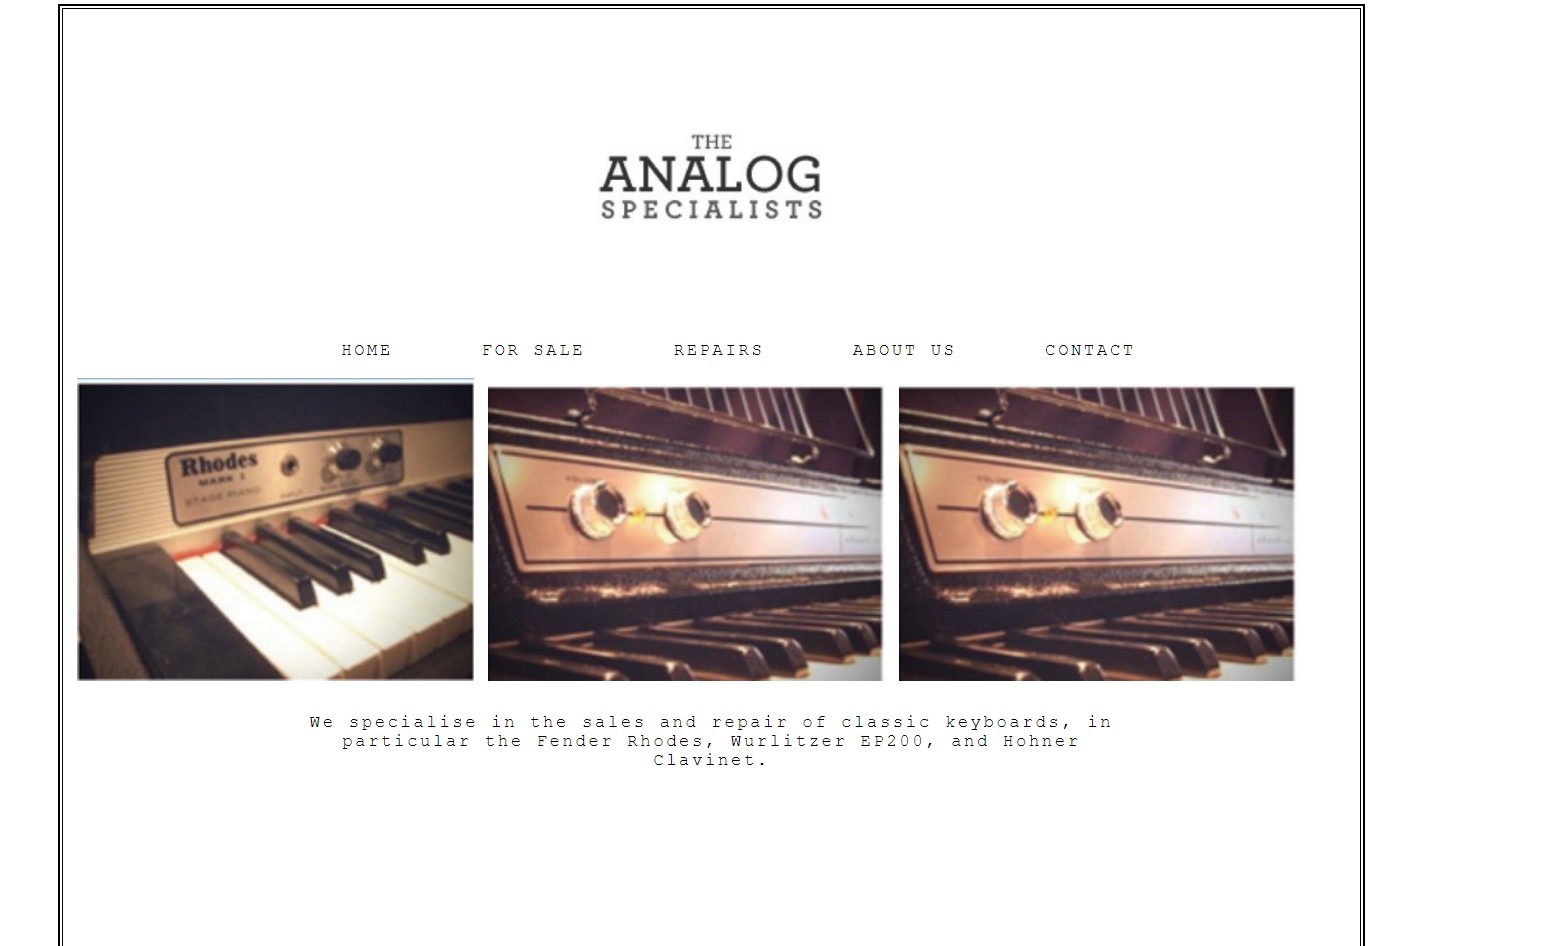 THE
ANALOG
SPECIALISTS
HOME FOR SALE REPAIRS ABOUT US CONTACT
Rhodes
MARK I
STAGE PIANO
INPUT
We specialise in the sales and repair of classic keyboards, in
particular the Fender Rhodes, Wurlitzer EP200, and Hohner
Clavinet.